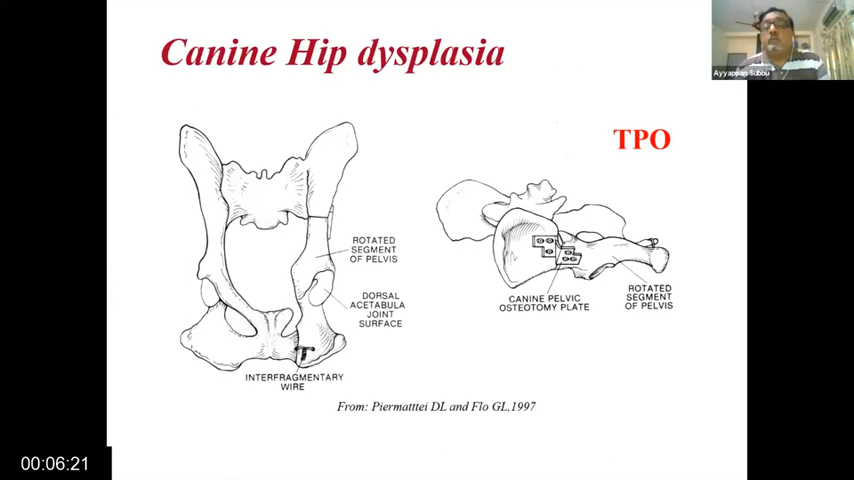 Canine Hip dysplasia
Ayyappan Subou
TPO
ROTATED
SEGMENT
OF PELVIS
DORSAL
ACETABULA
JOINT
SURFACE
INTERFRAGMENTARY
WIRE
CANINE PELVIC
OSTEOTOMY PLATE
ROTATED
SEGMENT
OF PELVIS
From: Piermatttei DL and Flo GL,1997
00:06:21